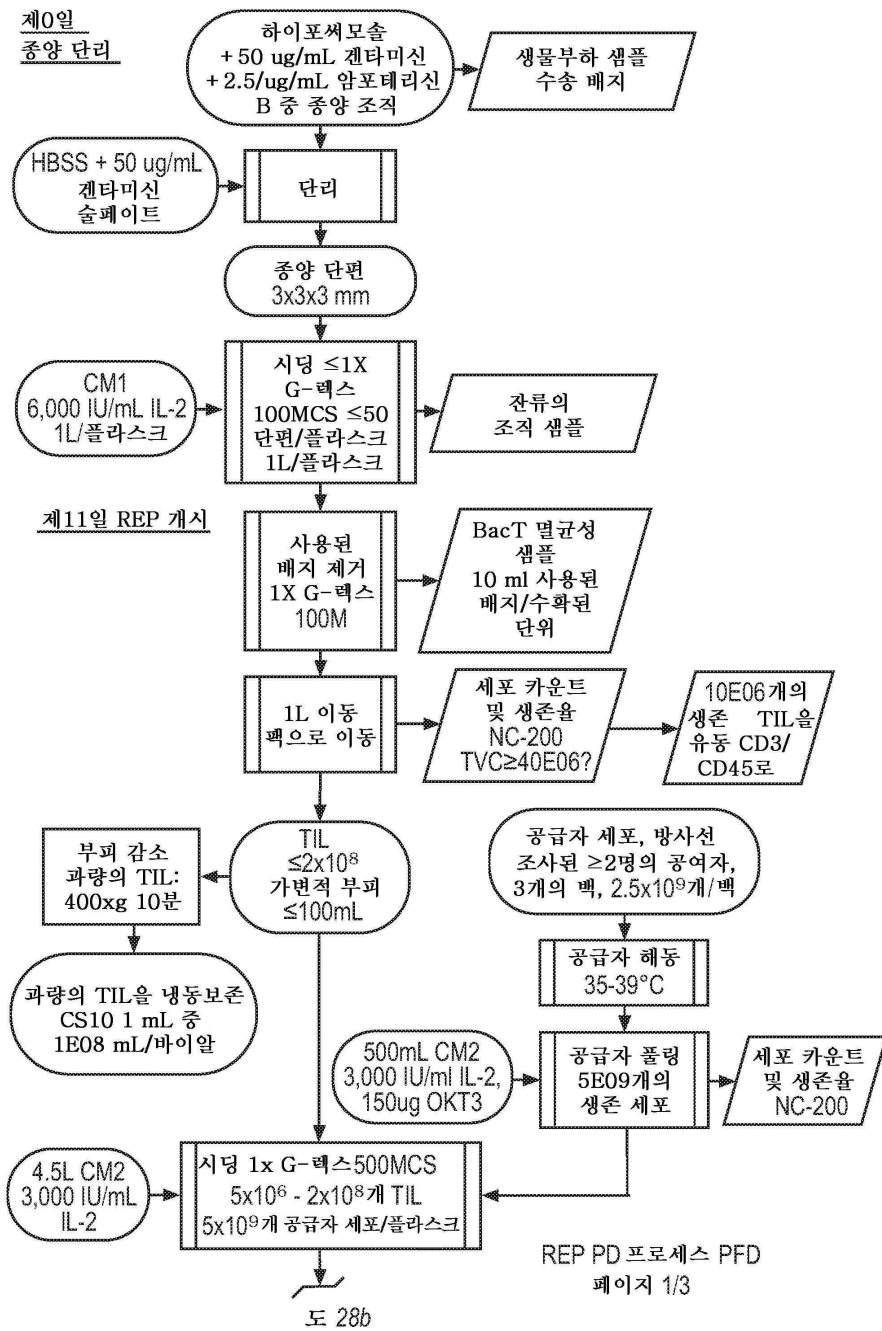 제0일
종양 단리
하이포써모솔
+ 50 ug/mL 겐타미신
+ 2.5/ug/mL 암포테리신
B 중 종양 조직
생물부하 샘플
수송 배지
HBSS + 50 ug/mL
겐타미신
술페이트
단리
종양 단편
3x3x3 mm
CM1
6,000 IU/mL IL-2
1L/플라스크
시딩 ≤1X
G-렉스
100MCS ≤50
단편/플라스크
1L/플라스크
잔류의
조직 샘플
제11일 REP 개시
사용된
배지 제거
1X G-렉스
100M
BacT 멸균성
샘플
10 ml 사용된
배지/수확된
단위
1L 이동
팩으로 이동
세포 카운트
및 생존율
NC-200
TVC≥40E06?
10E06개의
생존 TIL을
유동 CD3/
CD45로
부피 감소
과량의 TIL:
400xg 10분
TIL
≤2x10⁸
가변적 부피
≤100mL
공급자 세포, 방사선
조사된 ≥2명의 공여자,
3개의 백, 2.5x10⁹개/백
과량의 TIL을 냉동보존
CS10 1 mL 중
1E08 mL/바이알
공급자 해동
35-39°C
500mL CM2
3,000 IU/ml IL-2,
150ug OKT3
공급자 풀링
5E09개의
생존 세포
세포 카운트
및 생존율
NC-200
4.5L CM2
3,000 IU/mL
IL-2
시딩 1x G-렉스500MCS
5x10⁶ - 2x10⁸개 TIL
5x10⁹개 공급자 세포/플라스크
REP PD 프로세스 PFD
페이지 1/3
도 28b